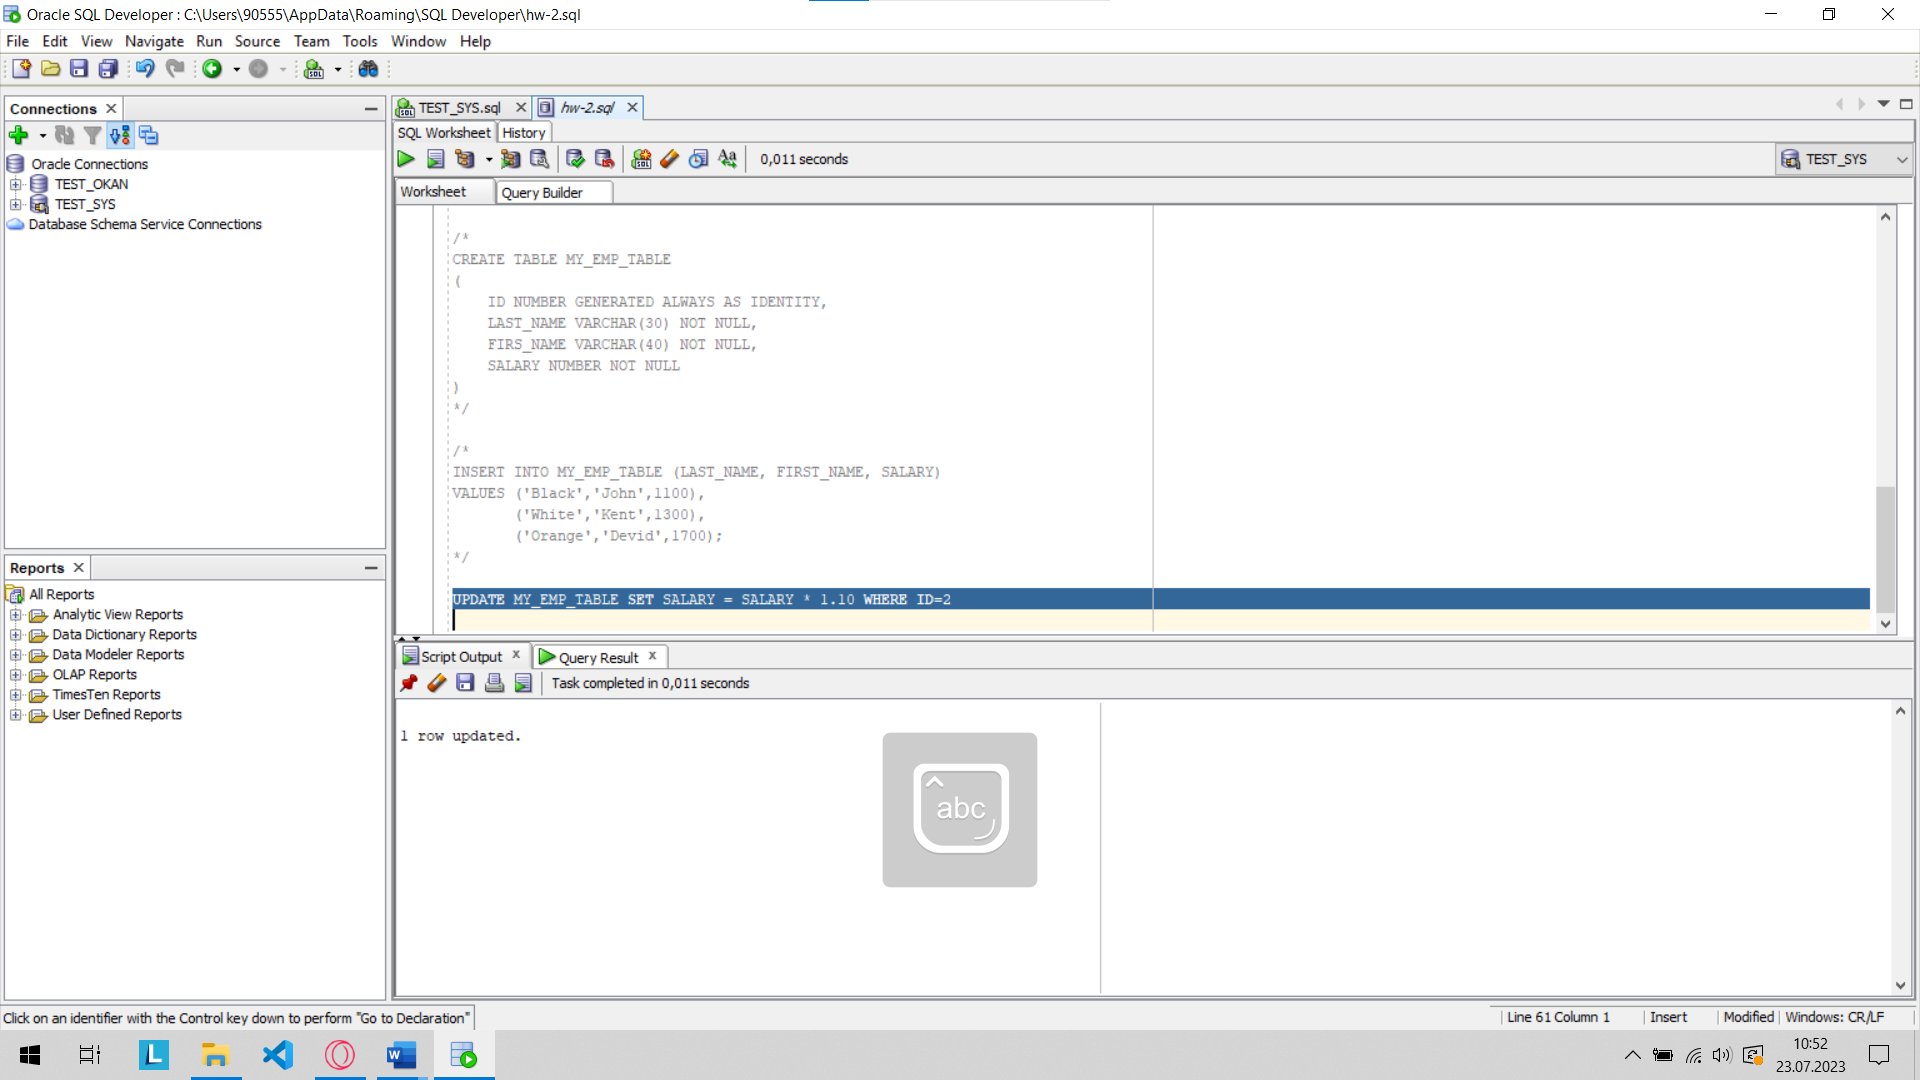 Oracle SQL Developer : C:\Users\90555\AppData\Roaming\SQL Developer\hw-2.sql
File Edit View Navigate Run Source Team Tools Window Help
Connections
Oracle Connections
TEST_OKAN
TEST_SYS
Database Schema Service Connections
Reports
All Reports
Analytic View Reports
Data Dictionary Reports
Data Modeler Reports
OLAP Reports
TimesTen Reports
User Defined Reports
TEST_SYS.sql hw-2.sql
SQL Worksheet History
0,011 seconds
TEST_SYS
Worksheet Query Builder
/*
CREATE TABLE MY_EMP_TABLE
(
ID NUMBER GENERATED ALWAYS AS IDENTITY,
LAST_NAME VARCHAR(30) NOT NULL,
FIRS_NAME VARCHAR(40) NOT NULL,
SALARY NUMBER NOT NULL
)
*/
/*
INSERT INTO MY_EMP_TABLE (LAST_NAME, FIRST_NAME, SALARY)
VALUES ('Black','John',1100),
('White','Kent',1300),
('Orange','Devid',1700);
*/
UPDATE MY_EMP_TABLE SET SALARY = SALARY * 1.10 WHERE ID=2
Script Output Query Result
Task completed in 0,011 seconds
1 row updated.
abc
Click on an identifier with the Control key down to perform "Go to Declaration"
Line 61 Column 1 Insert Modified Windows: CR/LF
10:52
23.07.2023